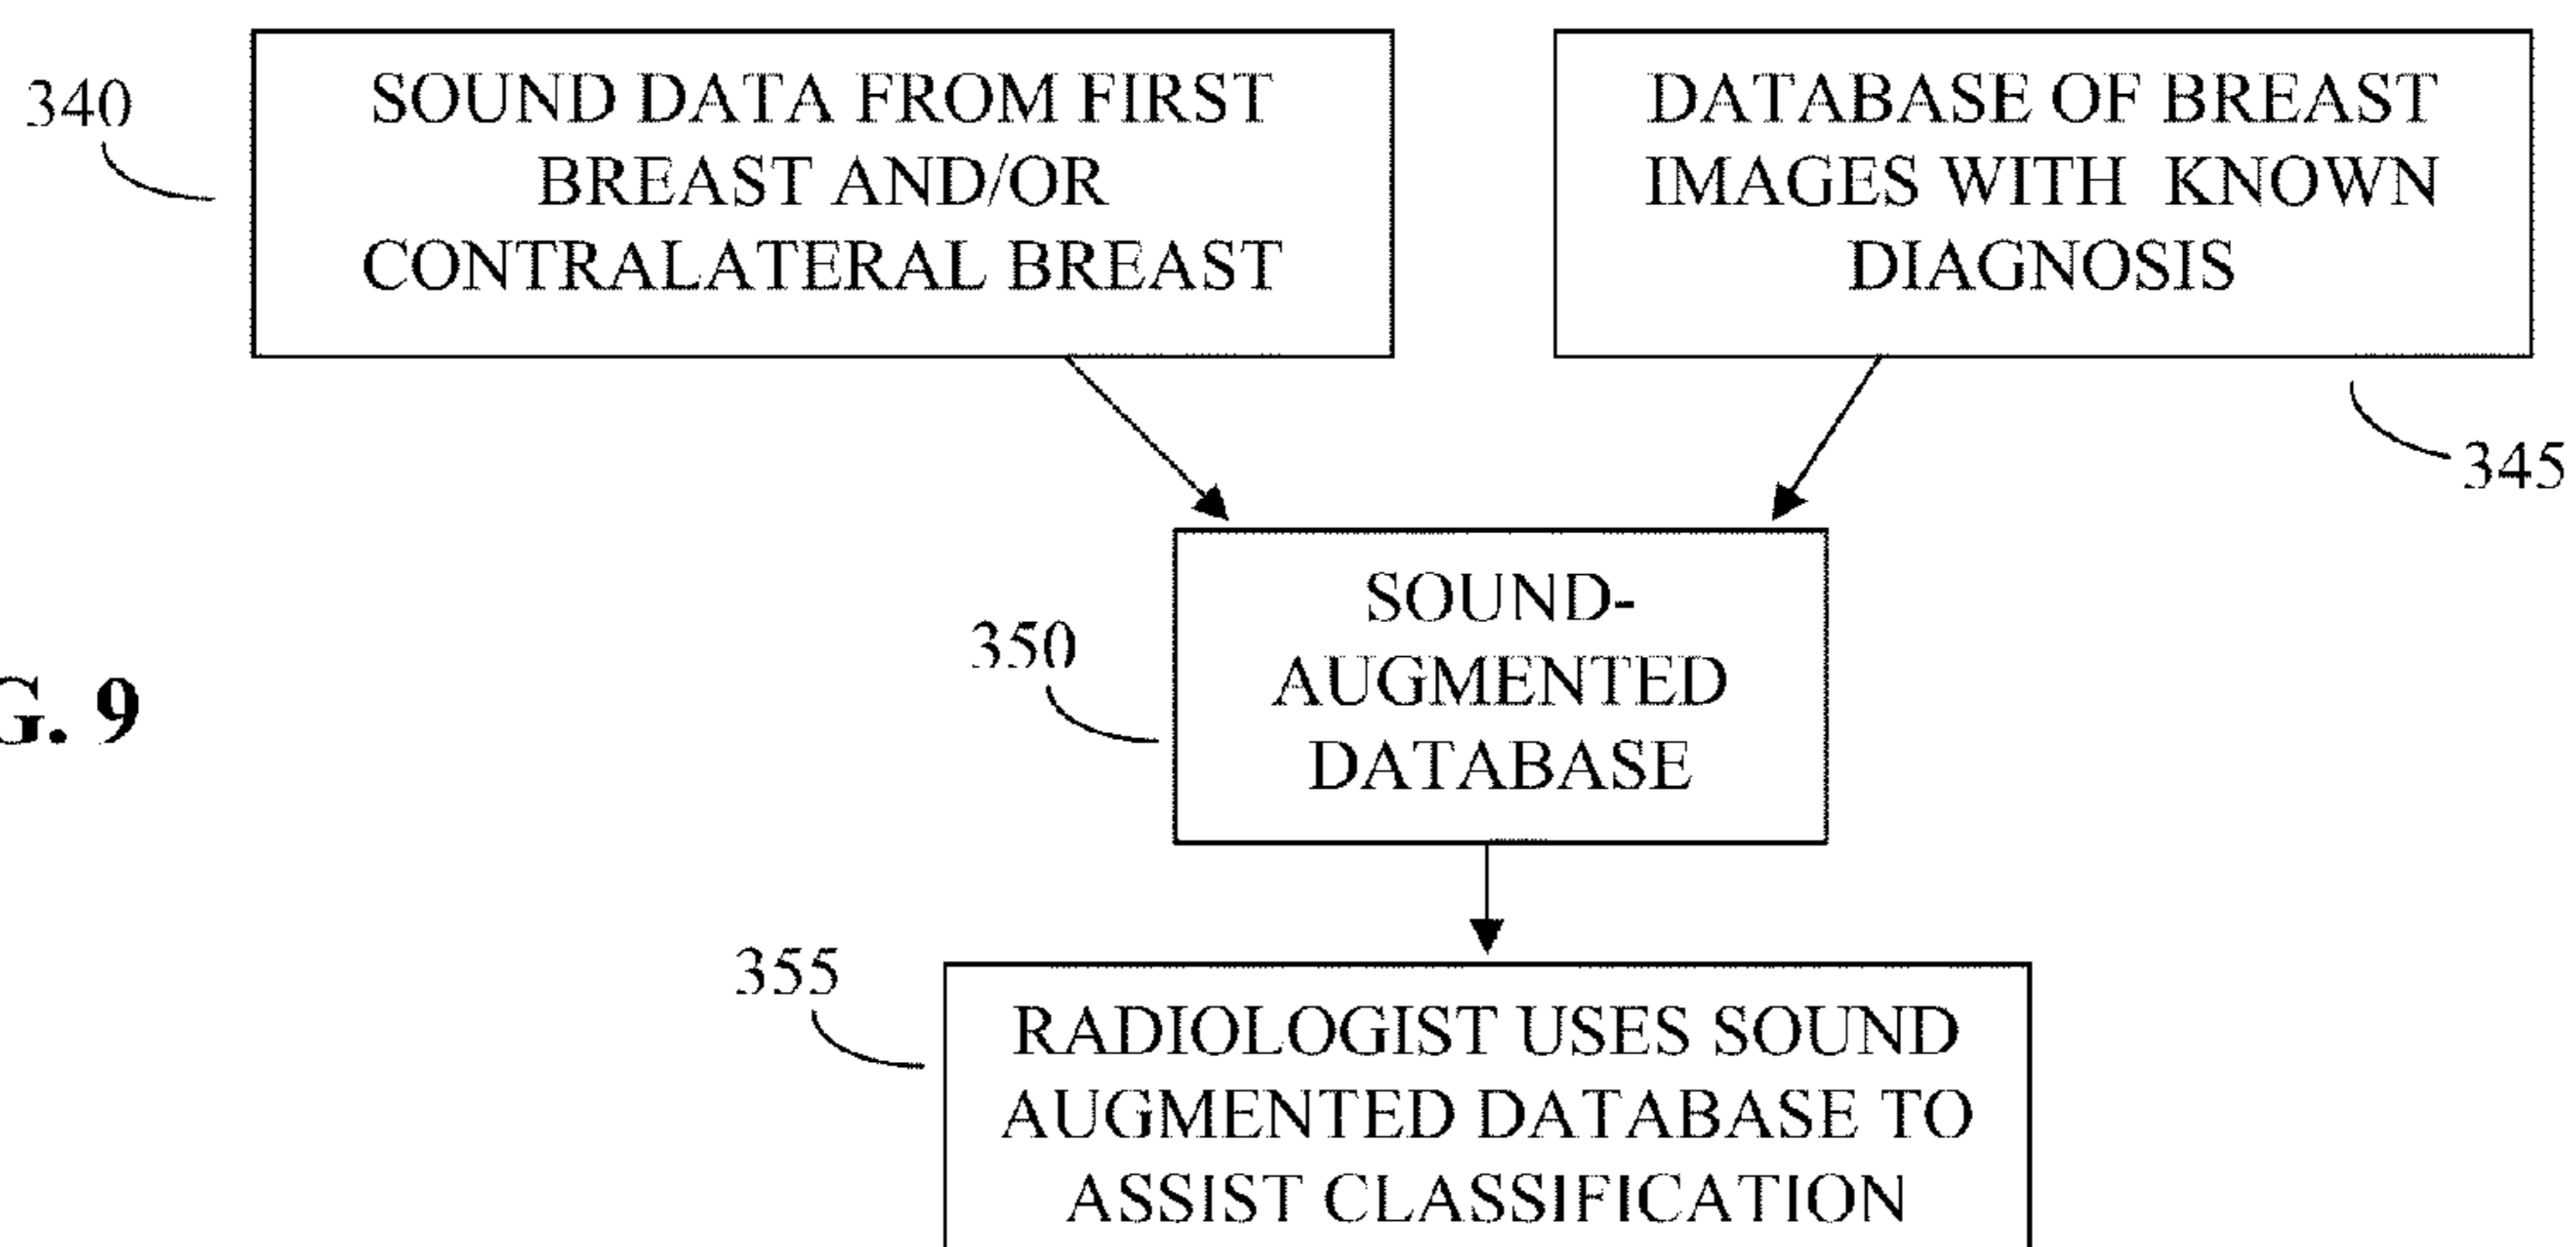 340
SOUND DATA FROM FIRST
BREAST AND/OR
CONTRALATERAL BREAST
DATABASE OF BREAST
IMAGES WITH KNOWN
DIAGNOSIS
345
SOUND-
AUGMENTED
DATABASE
350
G. 9
355
RADIOLOGIST USES SOUND
AUGMENTED DATABASE TO
ASSIST CLASSIFICATION